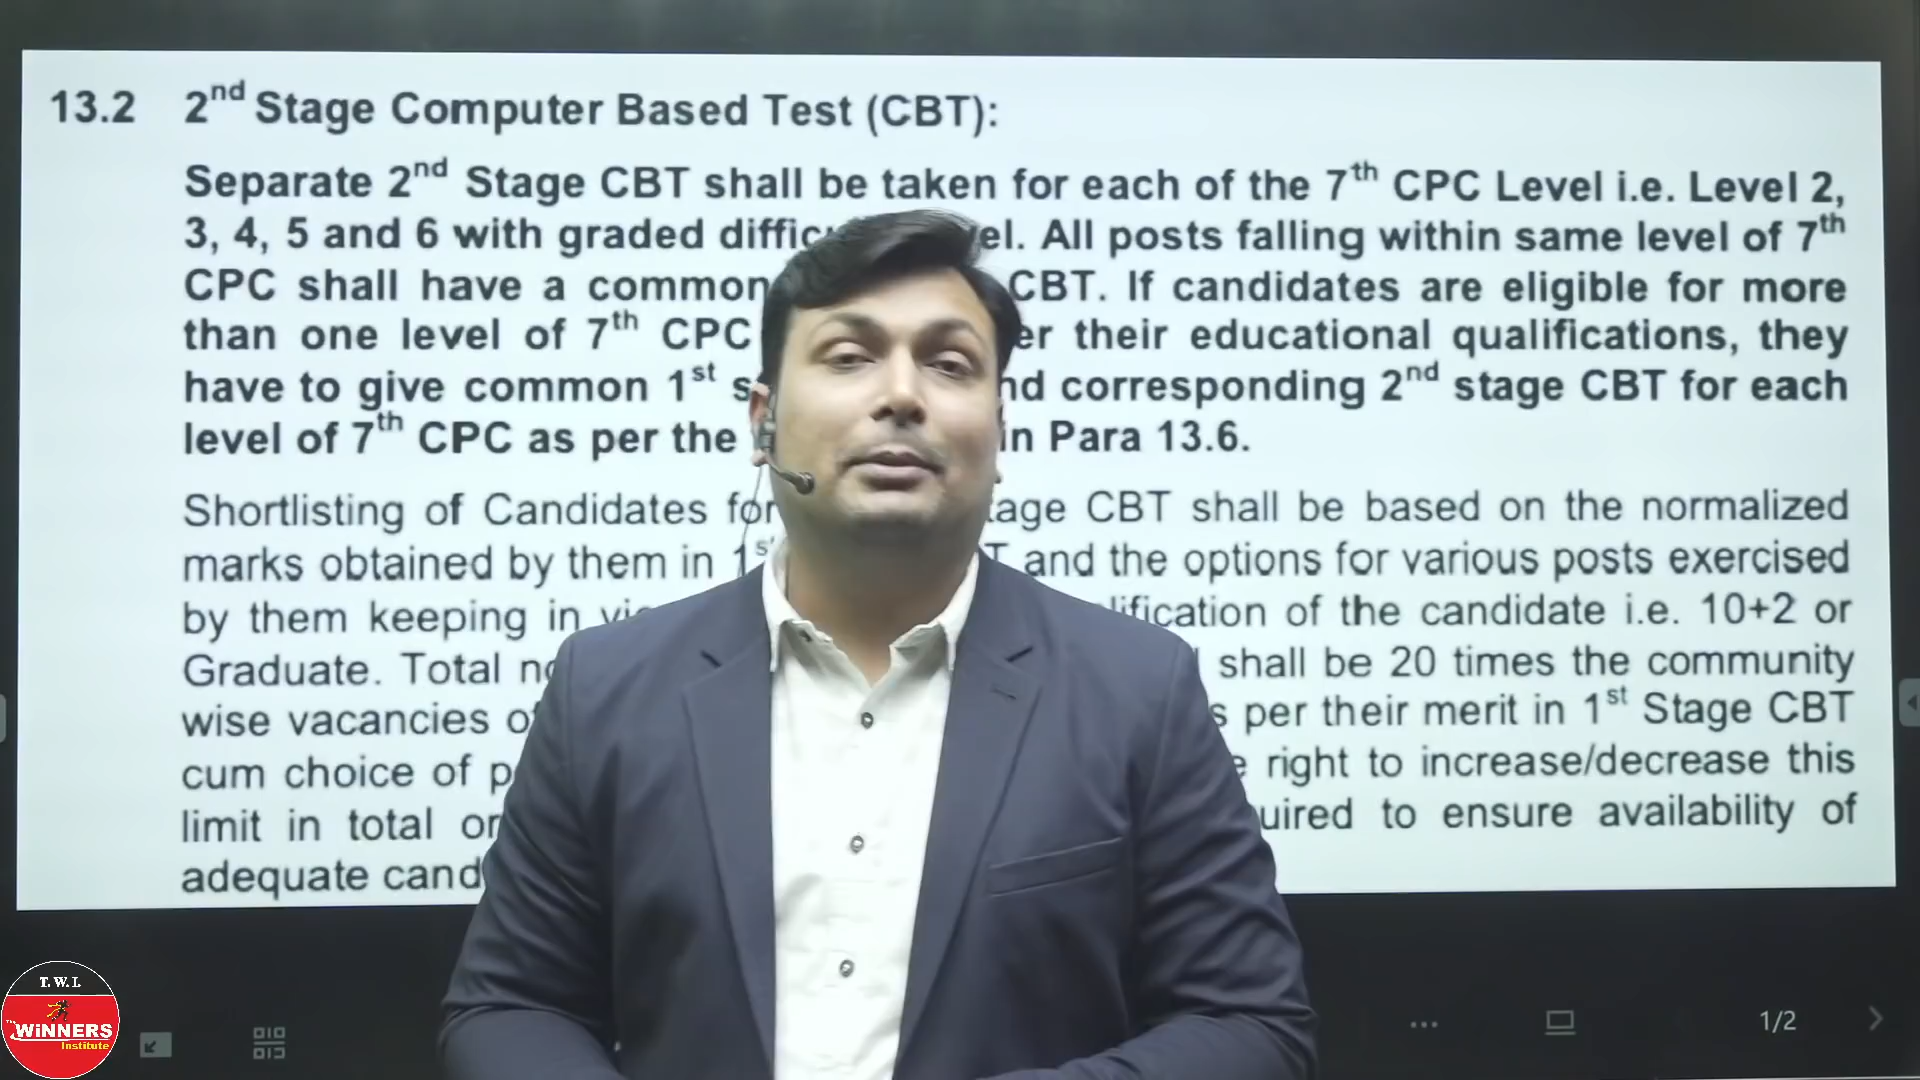 13.2 2nd Stage Computer Based Test (CBT):
Separate 2nd Stage CBT shall be taken for each of the 7th CPC Level i.e. Level 2,
3, 4, 5 and 6 with graded el. All posts falling within same level of 7th
CPC shall have a common CBT. If candidates are eligible for more
than one level of 7th CPC er their educational qualifications, they
have to give common 1st s nd corresponding 2nd stage CBT for each
level of 7th CPC as per the in Para 13.6.
Shortlisting of Candidates for tage CBT shall be based on the normalized
marks obtained by them in 1st T and the options for various posts exercised
by them keeping in lification of the candidate i.e. 10+2 or
Graduate. Total shall be 20 times the community
wise vacancies of s per their merit in 1st Stage CBT
cum choice of p e right to increase/decrease this
limit in total or uired to ensure availability of
adequate cand
T.W.I.
The
WiNNERS
Institute
1/2